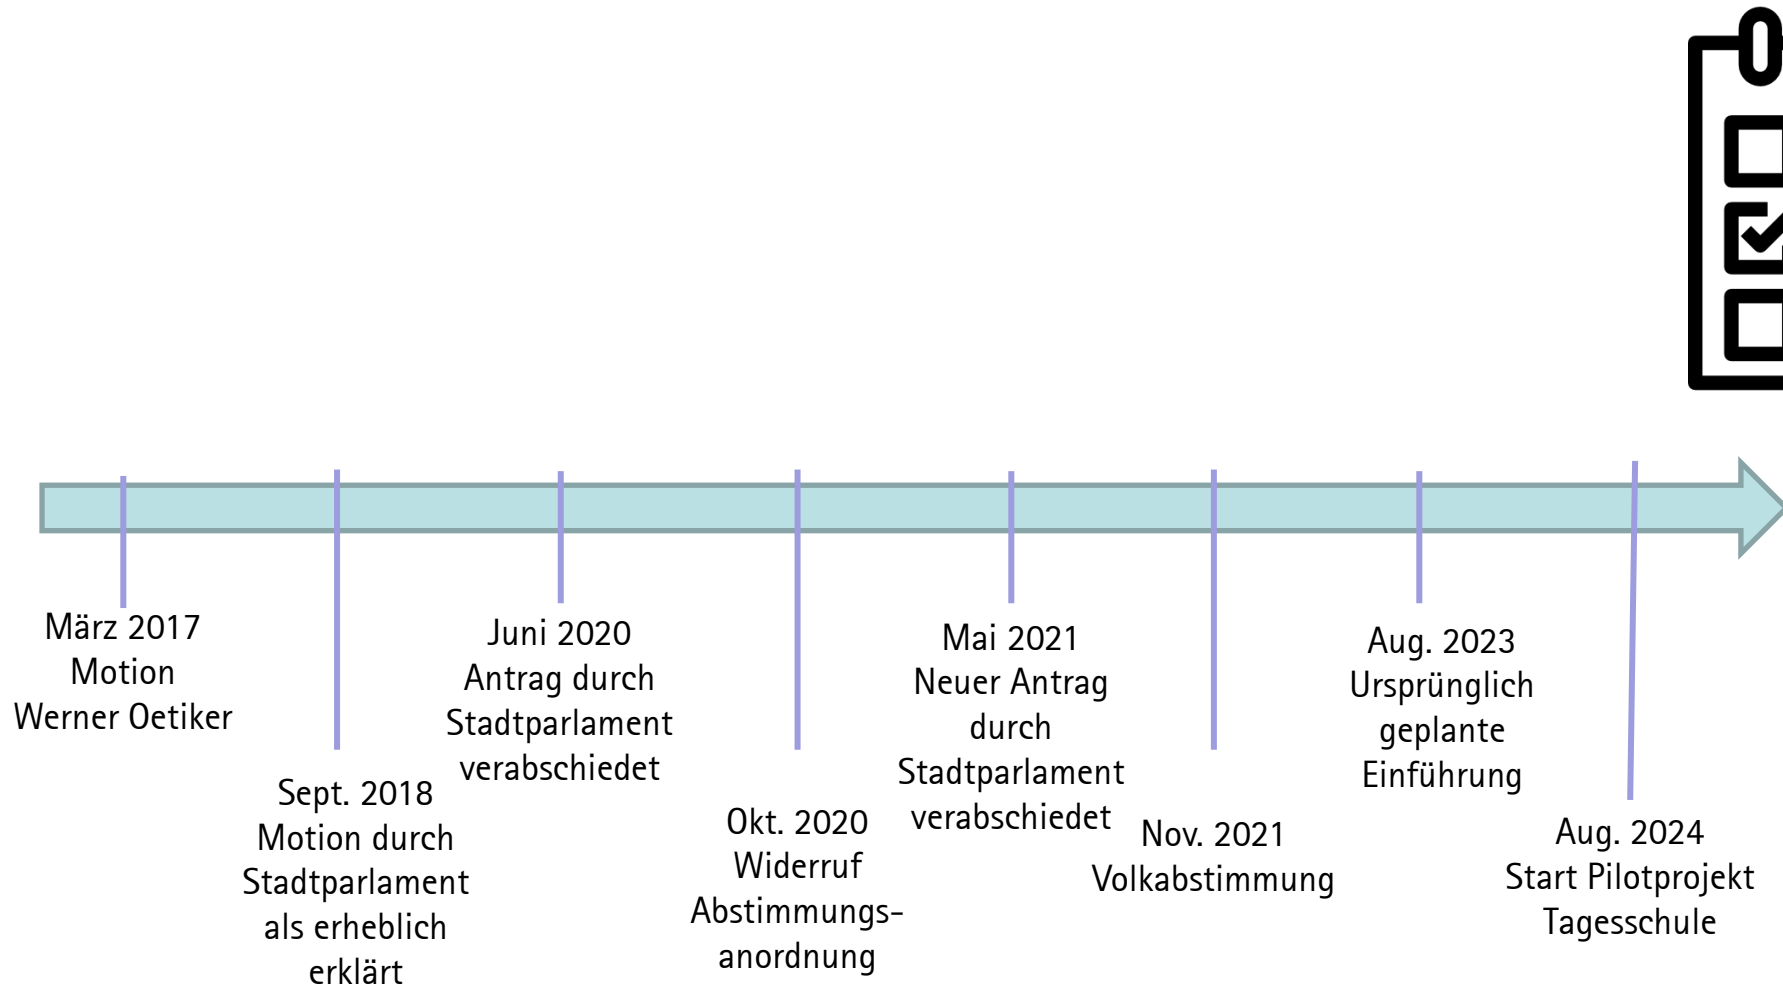 März 2017
Motion
Werner Oetiker
Sept. 2018
Motion durch
Stadtparlament
als erheblich
erklärt
Juni 2020
Antrag durch
Stadtparlament
verabschiedet
Okt. 2020
Widerruf
Abstimmungs-
anordnung
Mai 2021
Neuer Antrag
durch
Stadtparlament
verabschiedet
Nov. 2021
Volkabstimmung
Aug. 2023
Ursprünglich
geplante
Einführung
Aug. 2024
Start Pilotprojekt
Tagesschule